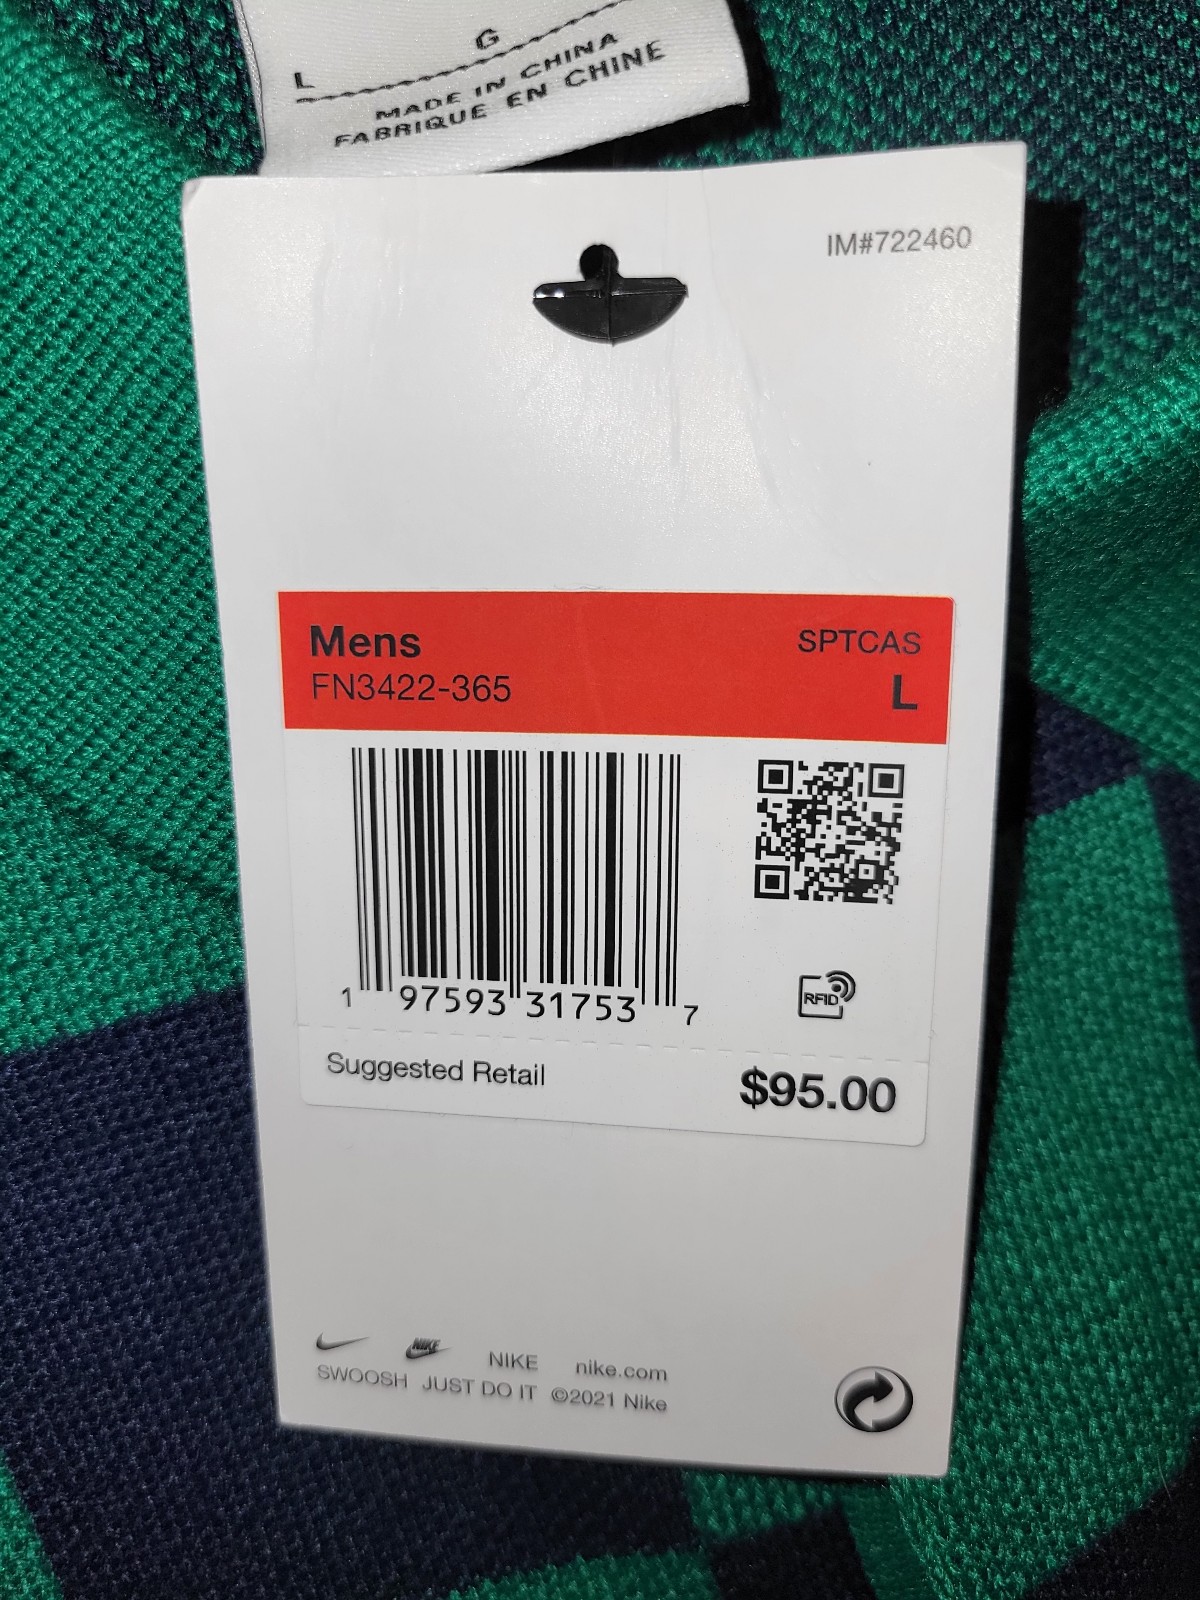 L G
MADE IN CHINA
FABRIQUE EN CHINE
IM#722460
Mens SPTCAS
FN3422-365 L
1 97593 31753 7
RFID
Suggested Retail $95.00
NIKE NIKE nike.com
SWOOSH JUST DO IT ©2021 Nike